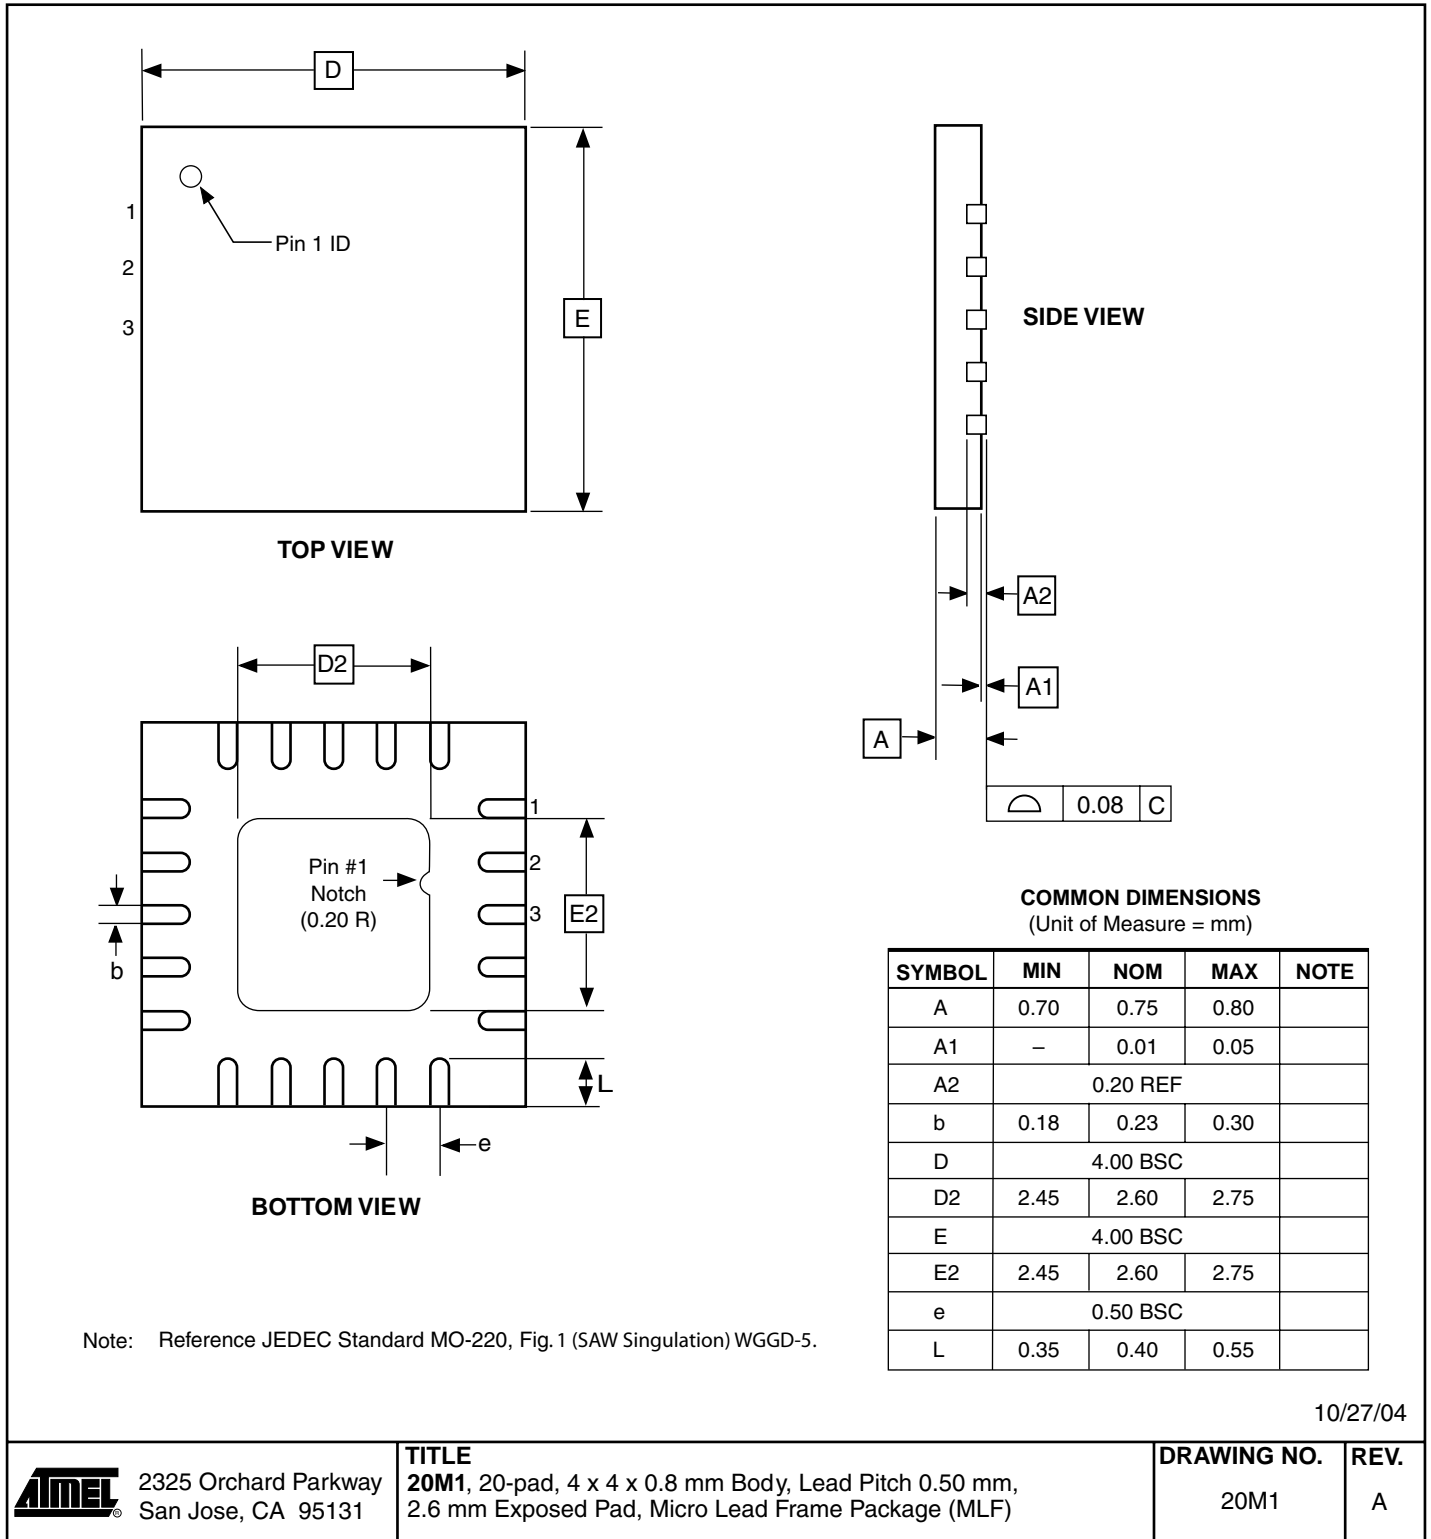 D
1
2
3
Pin 1 ID
E
TOP VIEW
SIDE VIEW
A2
A1
A
0.08 C
D2
1
2
3
Pin #1
Notch
(0.20 R)
E2
b
L
e
BOTTOM VIEW
COMMON DIMENSIONS
(Unit of Measure = mm)
SYMBOL MIN NOM MAX NOTE
A 0.70 0.75 0.80
A1 – 0.01 0.05
A2 0.20 REF
b 0.18 0.23 0.30
D 4.00 BSC
D2 2.45 2.60 2.75
E 4.00 BSC
E2 2.45 2.60 2.75
e 0.50 BSC
L 0.35 0.40 0.55
Note: Reference JEDEC Standard MO-220, Fig. 1 (SAW Singulation) WGGD-5.
10/27/04
ATMEL ®
2325 Orchard Parkway
San Jose, CA 95131
TITLE
20M1, 20-pad, 4 x 4 x 0.8 mm Body, Lead Pitch 0.50 mm,
2.6 mm Exposed Pad, Micro Lead Frame Package (MLF)
DRAWING NO.
20M1
REV.
A